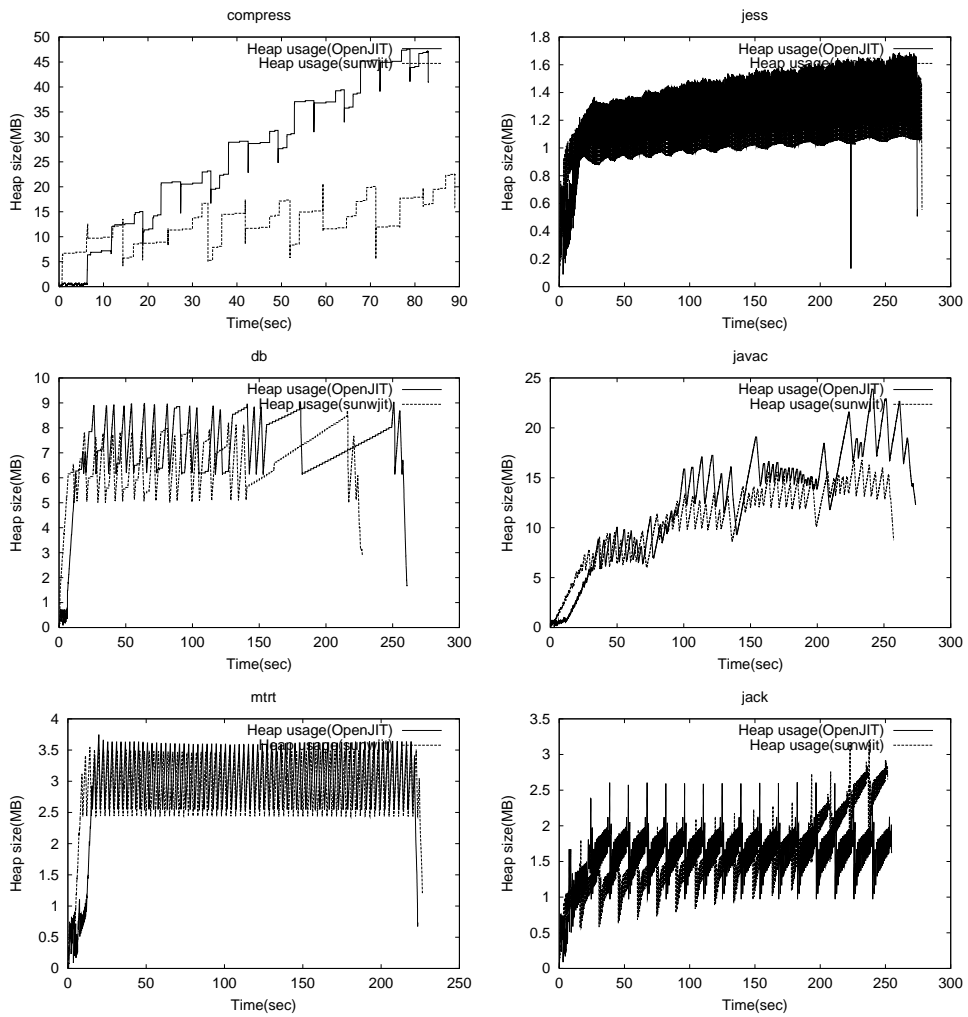 compress
Heap size(MB)
50
45
40
35
30
25
20
15
10
5
0
Heap usage(OpenJIT)
Heap usage(sunwjit)
0 10 20 30 40 50 60 70 80 90
Time(sec)
jess
Heap size(MB)
1.8
1.6
1.4
1.2
1
0.8
0.6
0.4
0.2
0
Heap usage(OpenJIT)
Heap usage(sunwjit)
0 50 100 150 200 250 300
Time(sec)
db
Heap size(MB)
10
9
8
7
6
5
4
3
2
1
0
Heap usage(OpenJIT)
Heap usage(sunwjit)
0 50 100 150 200 250 300
Time(sec)
javac
Heap size(MB)
25
20
15
10
5
0
Heap usage(OpenJIT)
Heap usage(sunwjit)
0 50 100 150 200 250 300
Time(sec)
mtrt
Heap size(MB)
4
3.5
3
2.5
2
1.5
1
0.5
0
Heap usage(OpenJIT)
Heap usage(sunwjit)
0 50 100 150 200 250
Time(sec)
jack
Heap size(MB)
3.5
3
2.5
2
1.5
1
0.5
0
Heap usage(OpenJIT)
Heap usage(sunwjit)
0 50 100 150 200 250 300
Time(sec)